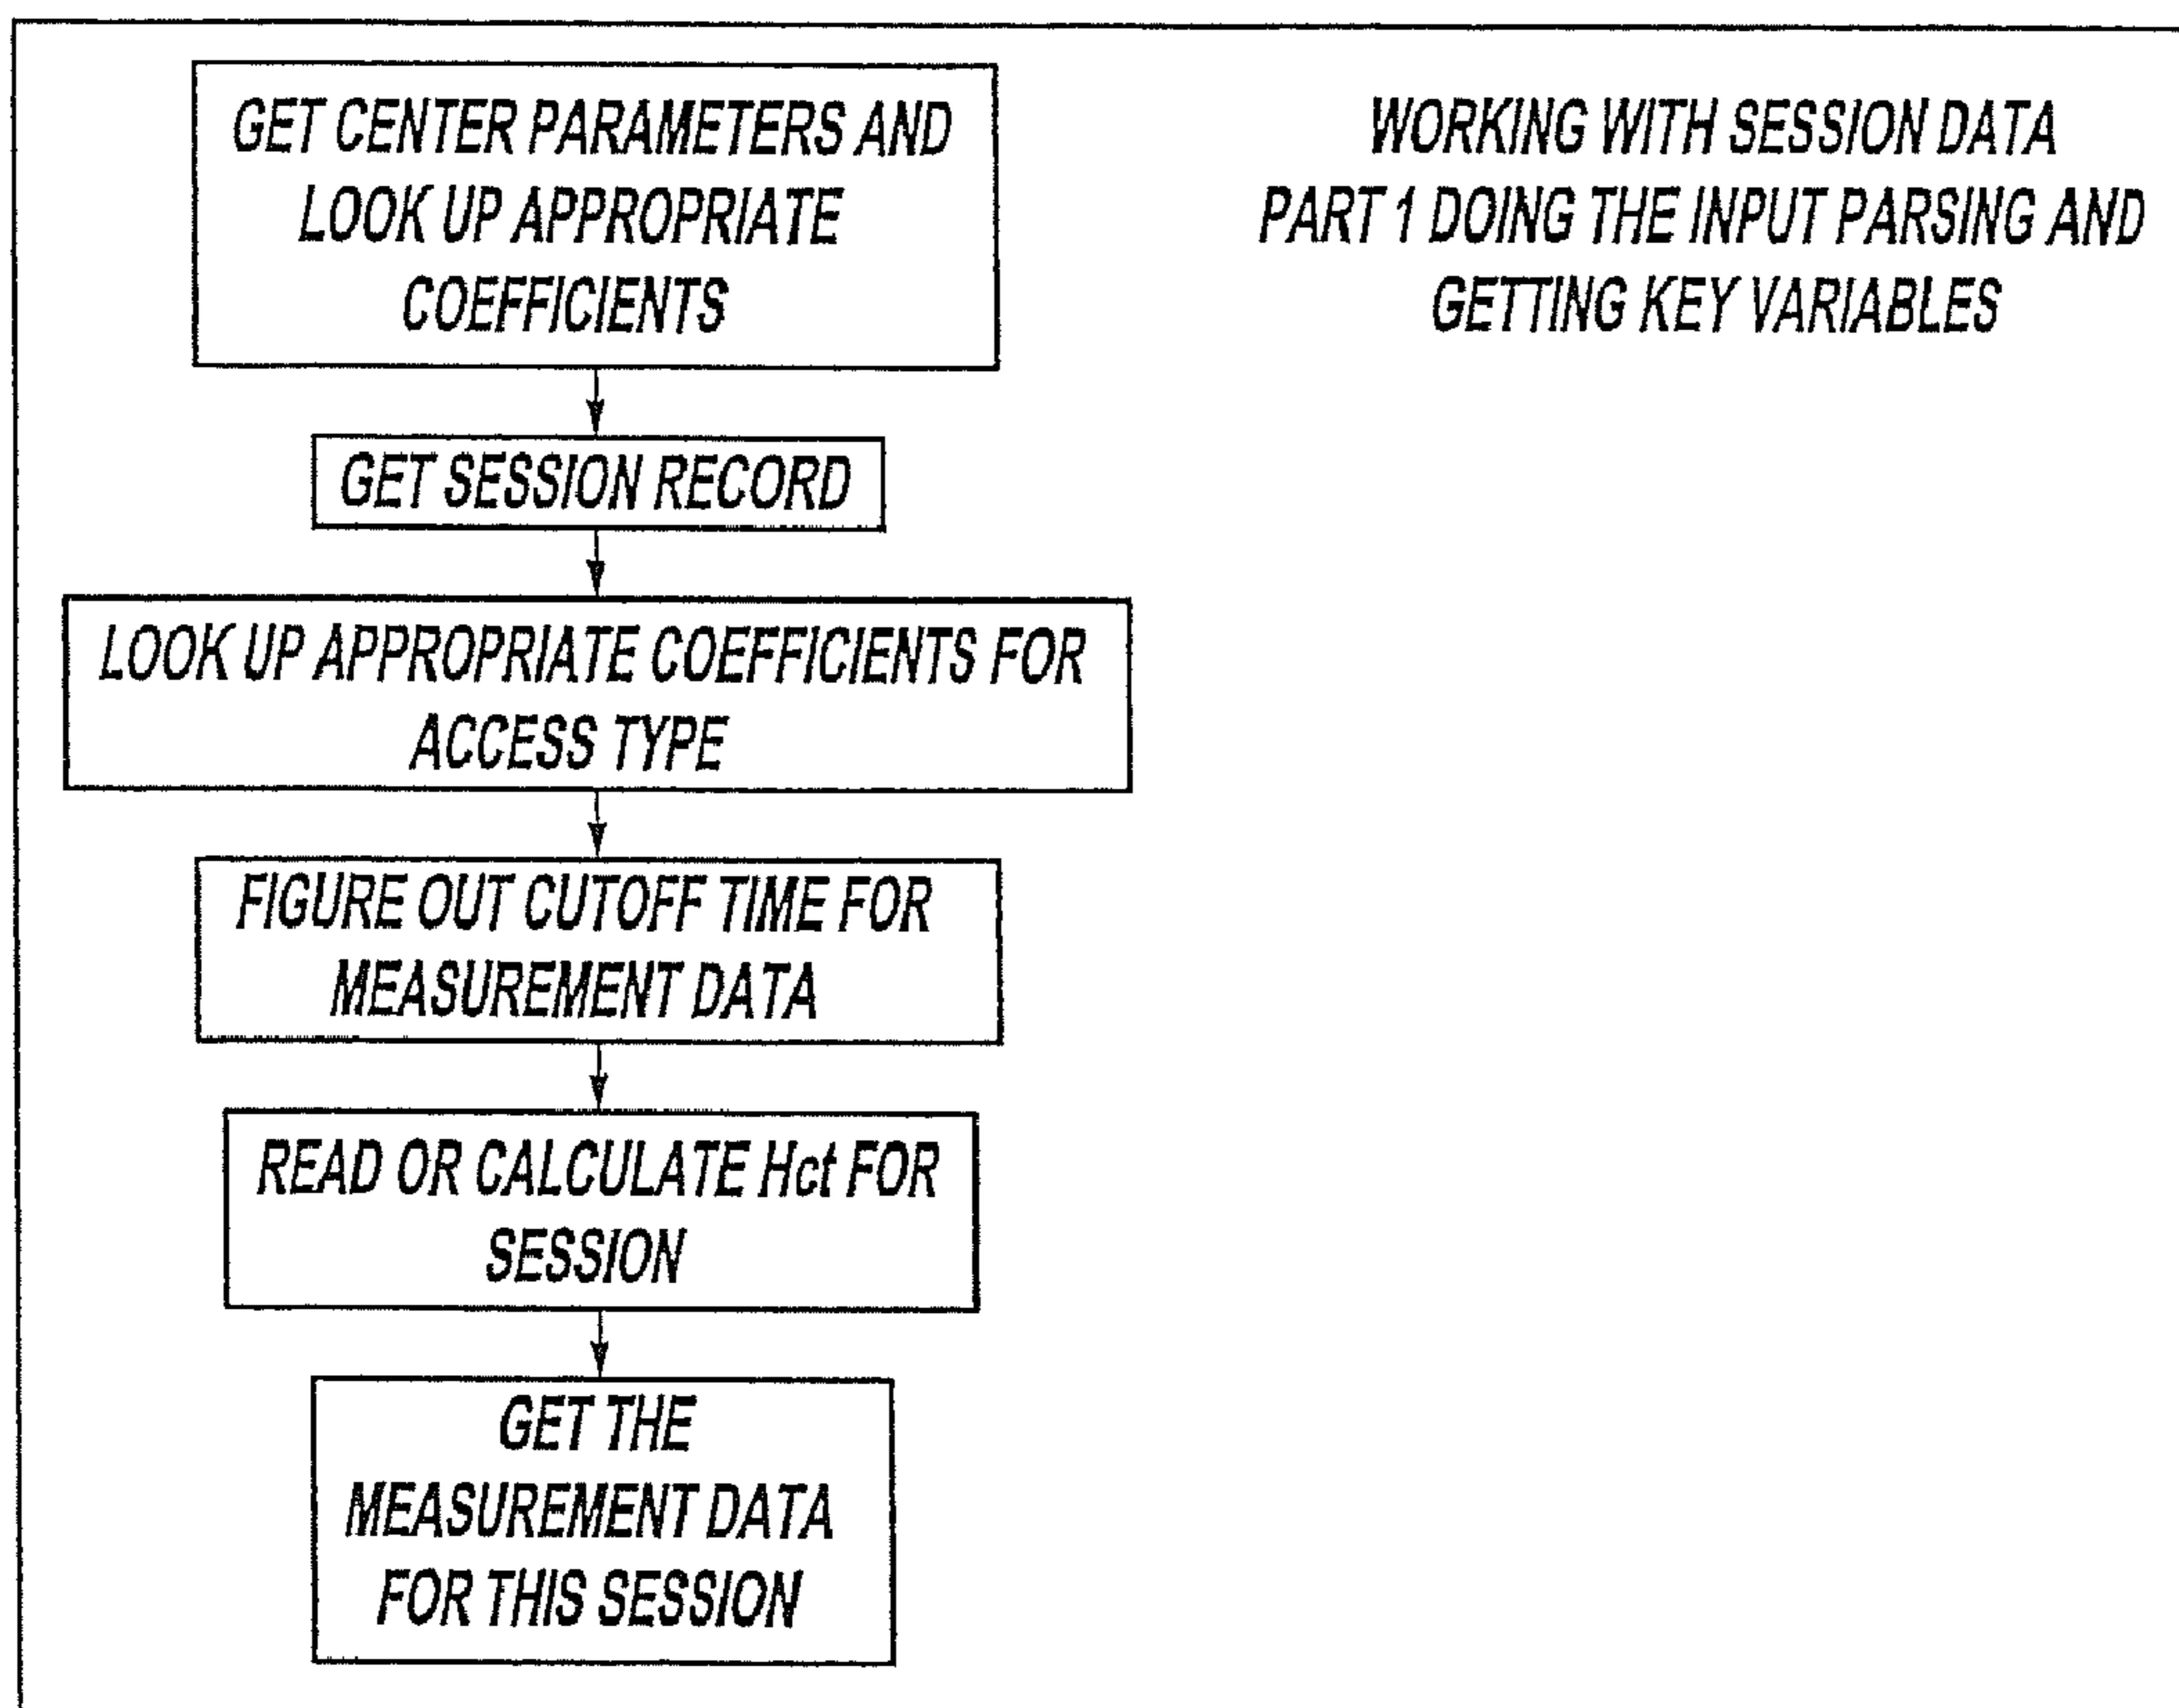 GET CENTER PARAMETERS AND
LOOK UP APPROPRIATE
COEFFICIENTS
WORKING WITH SESSION DATA
PART 1 DOING THE INPUT PARSING AND
GETTING KEY VARIABLES
GET SESSION RECORD
LOOK UP APPROPRIATE COEFFICIENTS FOR
ACCESS TYPE
FIGURE OUT CUTOFF TIME FOR
MEASUREMENT DATA
READ OR CALCULATE Hct FOR
SESSION
GET THE
MEASUREMENT DATA
FOR THIS SESSION